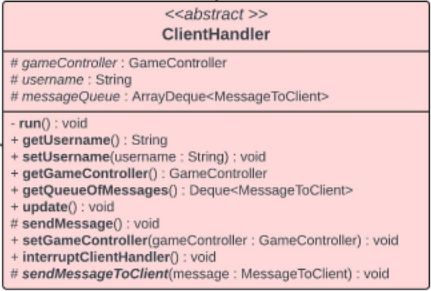 <<abstract >>
ClientHandler
# gameController : GameController
# username : String
# messageQueue : ArrayDeque<MessageToClient>
- run() : void
+ getUsername() : String
+ setUsername(username : String) : void
+ getGameController() : GameController
+ getQueueOfMessages() : Deque<MessageToClient>
+ update() : void
# sendMessage() : void
+ setGameController(gameController : GameController) : void
+ interruptClientHandler() : void
# sendMessageToClient(message : MessageToClient) : void